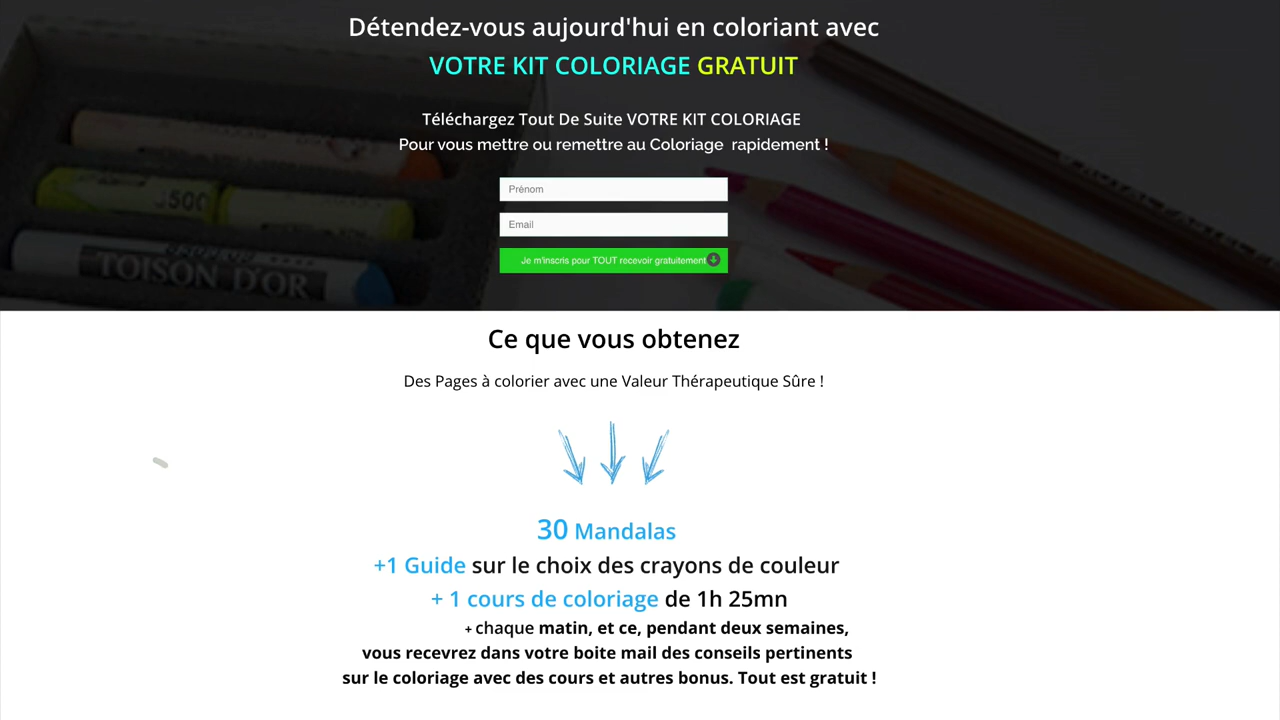 Détendez-vous aujourd'hui en coloriant avec
VOTRE KIT COLORIAGE GRATUIT
Téléchargez Tout De Suite VOTRE KIT COLORIAGE
Pour vous mettre ou remettre au Coloriage rapidement !
Prénom
500
Email
TOISON D'OR
Je m'inscris pour TOUT recevoir gratuitement
Ce que vous obtenez
Des Pages à colorier avec une Valeur Thérapeutique Sûre !
30 Mandalas
+1 Guide sur le choix des crayons de couleur
+ 1 cours de coloriage de 1h 25mn
+ chaque matin, et ce, pendant deux semaines,
vous recevrez dans votre boite mail des conseils pertinents
sur le coloriage avec des cours et autres bonus. Tout est gratuit !